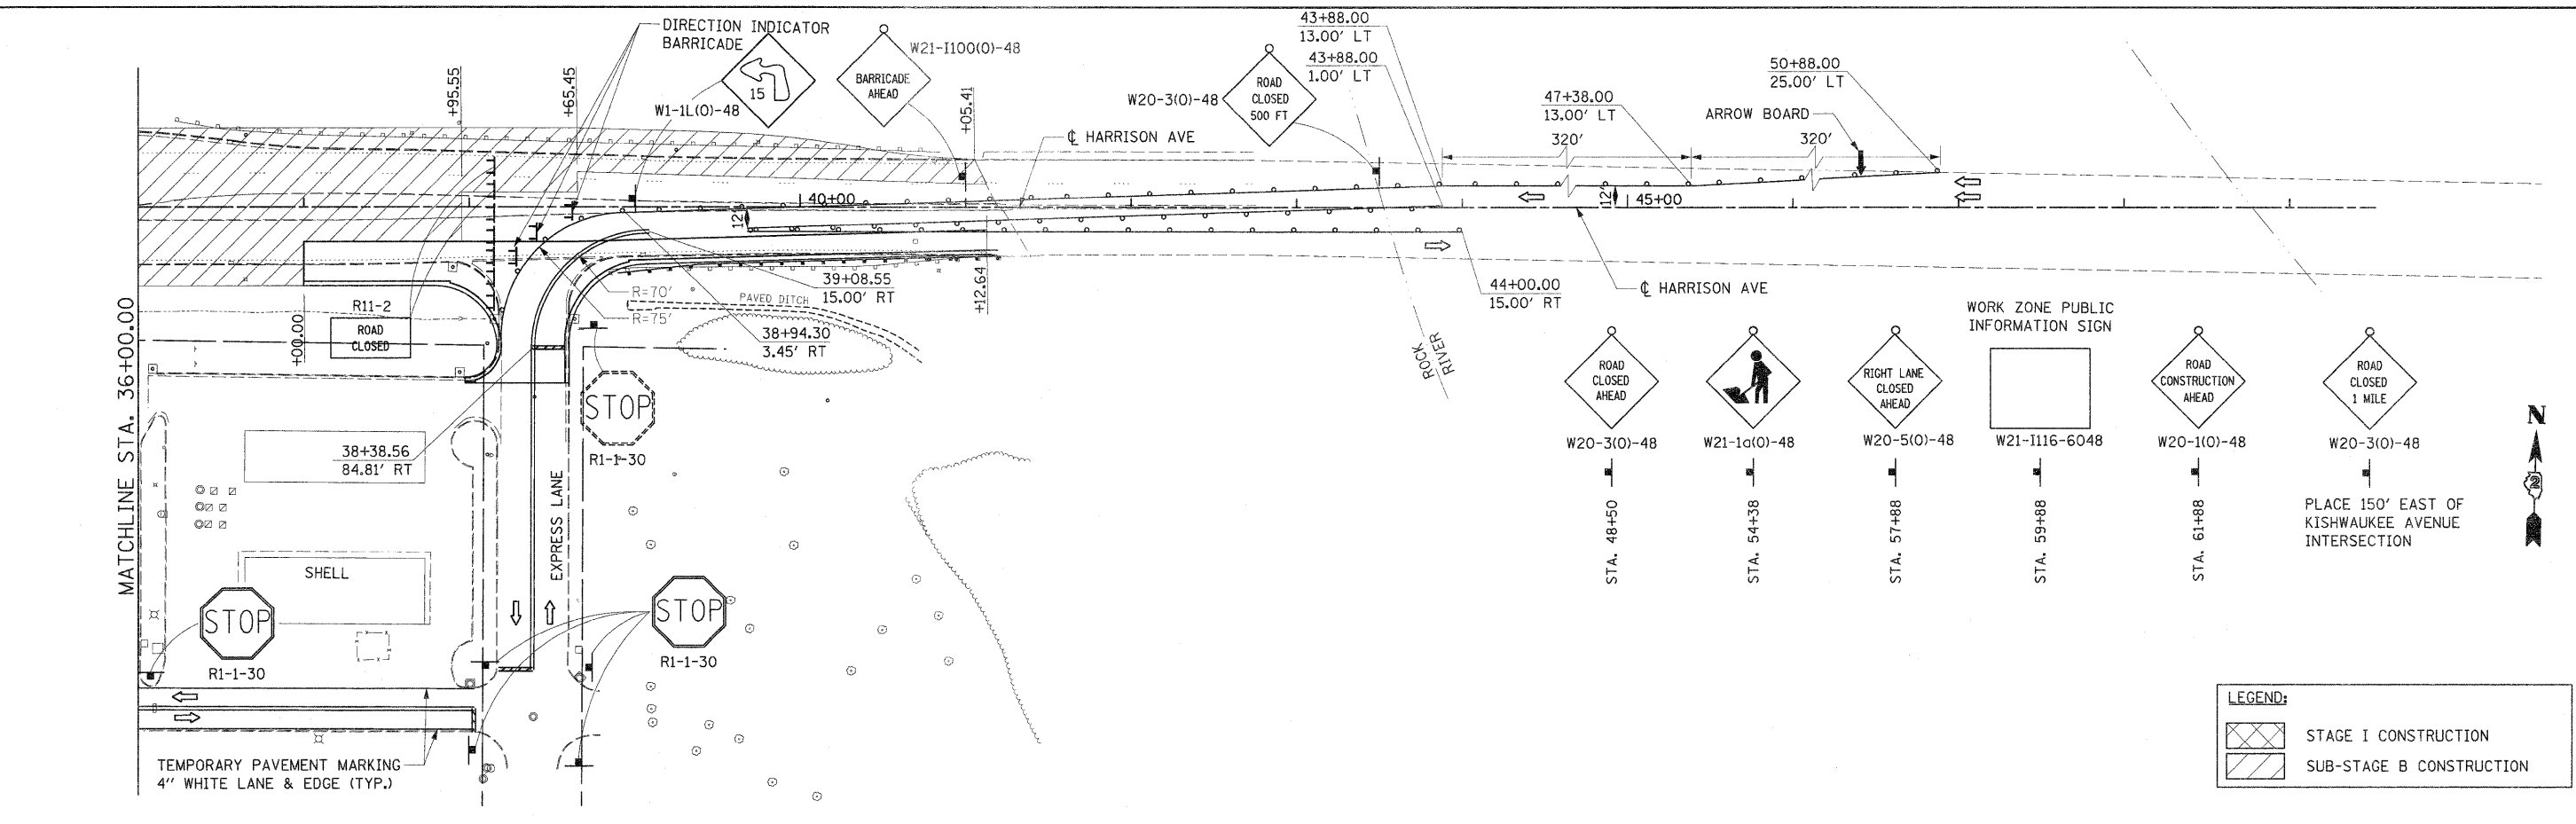 DIRECTION INDICATOR
BARRICADE
W1-1L(O)-48
15
W21-I100(O)-48
BARRICADE
AHEAD
+95.55
+65.45
+05.41
W20-3(O)-48
ROAD
CLOSED
500 FT
43+88.00
13.00' LT
43+88.00
1.00' LT
℄ HARRISON AVE
47+38.00
13.00' LT
50+88.00
25.00' LT
ARROW BOARD
320'
320'
40+00
12'
12'
45+00
℄ HARRISON AVE
44+00.00
15.00' RT
39+08.55
15.00' RT
+12.64
R=70'
R=75'
PAVED DITCH
38+94.30
3.45' RT
R11-2
ROAD
CLOSED
+00.00
MATCHLINE STA. 36+00.00
ROCK
RIVER
38+38.56
84.81' RT
STOP
R1-1-30
EXPRESS LANE
SHELL
STOP
R1-1-30
STOP
R1-1-30
TEMPORARY PAVEMENT MARKING
4" WHITE LANE & EDGE (TYP.)
ROAD
CLOSED
AHEAD
W20-3(O)-48
STA. 48+50
W21-1a(O)-48
STA. 54+38
RIGHT LANE
CLOSED
AHEAD
W20-5(O)-48
STA. 57+88
WORK ZONE PUBLIC
INFORMATION SIGN
W21-I116-6048
STA. 59+88
ROAD
CONSTRUCTION
AHEAD
W20-1(O)-48
STA. 61+88
ROAD
CLOSED
1 MILE
W20-3(O)-48
PLACE 150' EAST OF
KISHWAUKEE AVENUE
INTERSECTION
N
2
LEGEND:
STAGE I CONSTRUCTION
SUB-STAGE B CONSTRUCTION